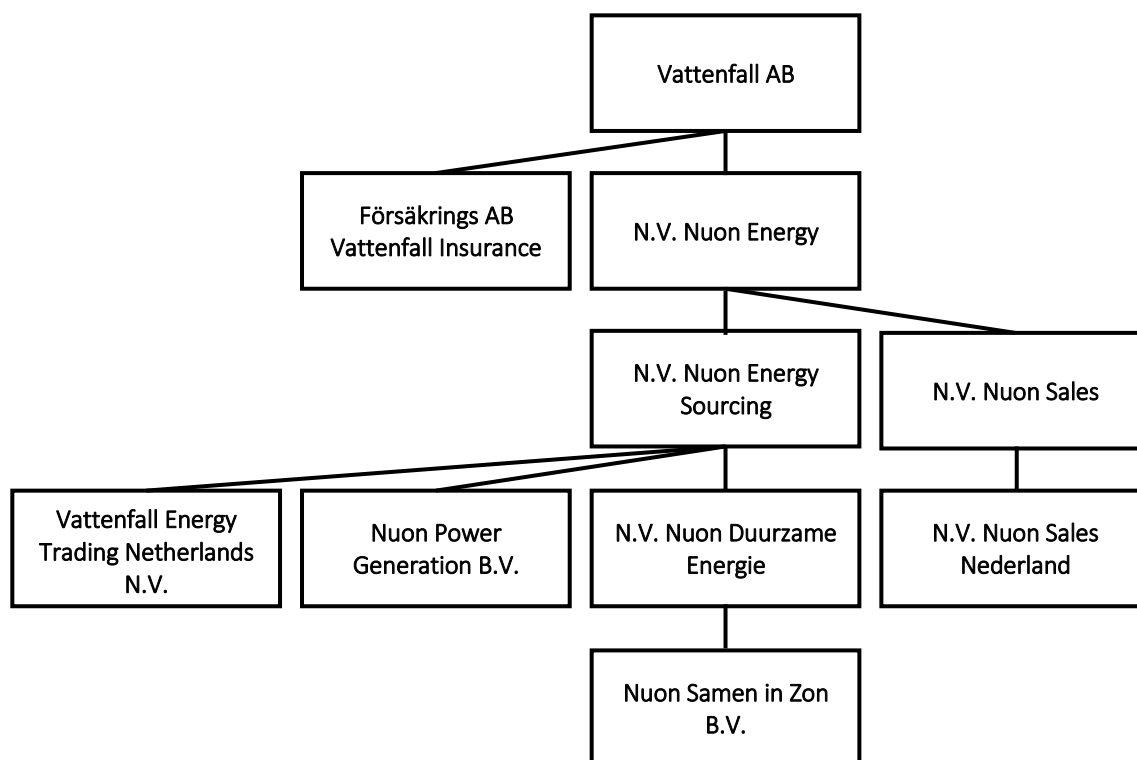 Vattenfall AB
Försäkrings AB
Vattenfall Insurance
N.V. Nuon Energy
N.V. Nuon Energy
Sourcing
N.V. Nuon Sales
Vattenfall Energy
Trading Netherlands
N.V.
Nuon Power
Generation B.V.
N.V. Nuon Duurzame
Energie
N.V. Nuon Sales
Nederland
Nuon Samen in Zon
B.V.